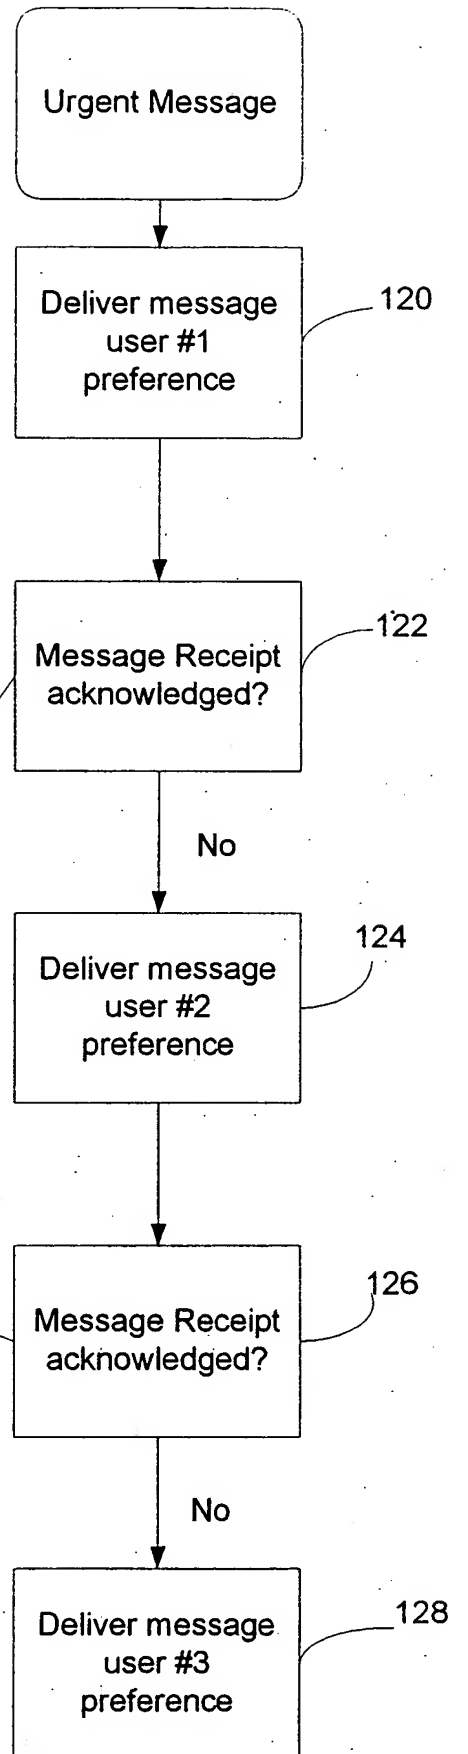 Urgent Message
Deliver message
user #1
preference
120
Message Receipt
acknowledged?
122
No
Deliver message
user #2
preference
124
Message Receipt
acknowledged?
126
No
Deliver message
user #3
preference
128